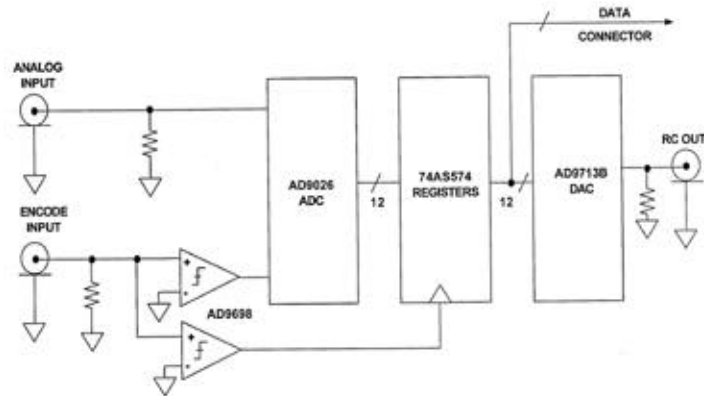 DATA
CONNECTOR
ANALOG
INPUT
RC OUT
AD9026
ADC
74AS574
REGISTERS
AD9713B
DAC
12
12
ENCODE
INPUT
+
-
AD9698
+
-